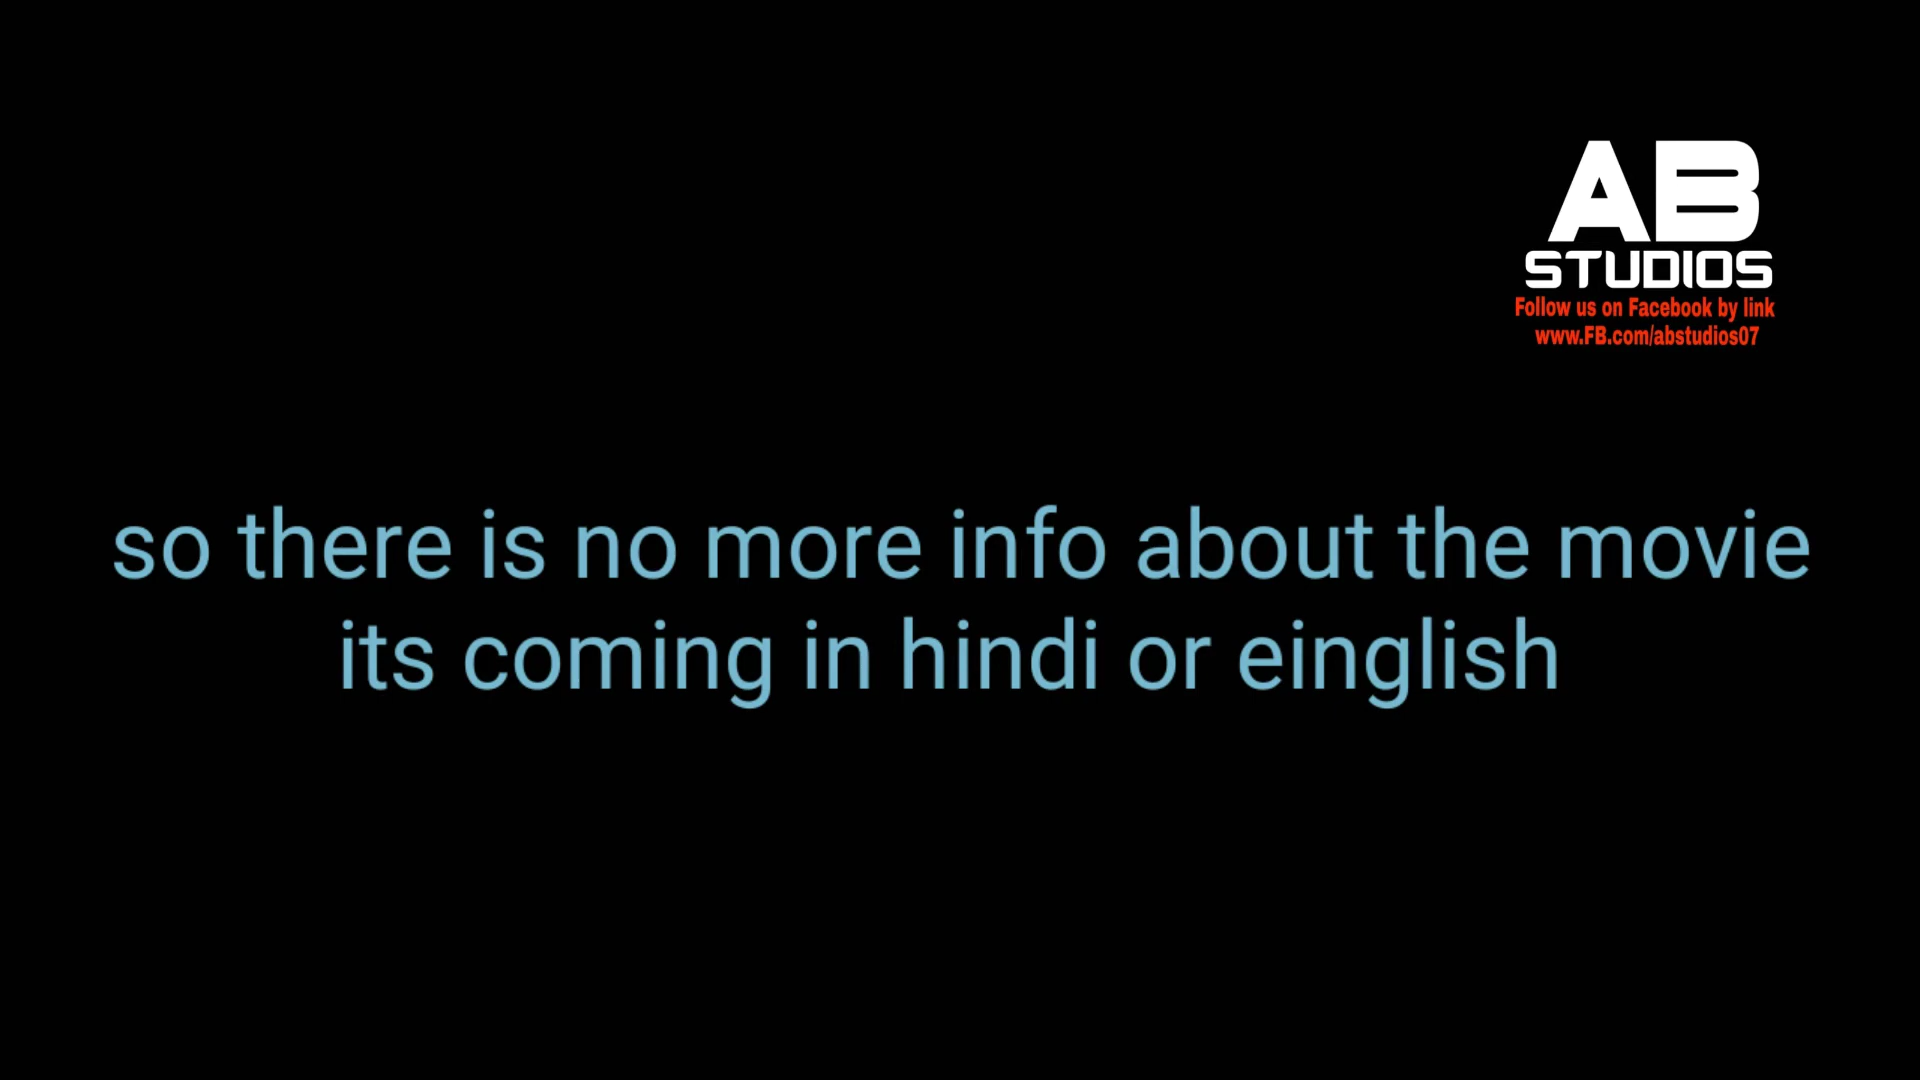 AB
STUDIOS
Follow us on Facebook by link
www.FB.com/abstudios07
so there is no more info about the movie
its coming in hindi or einglish